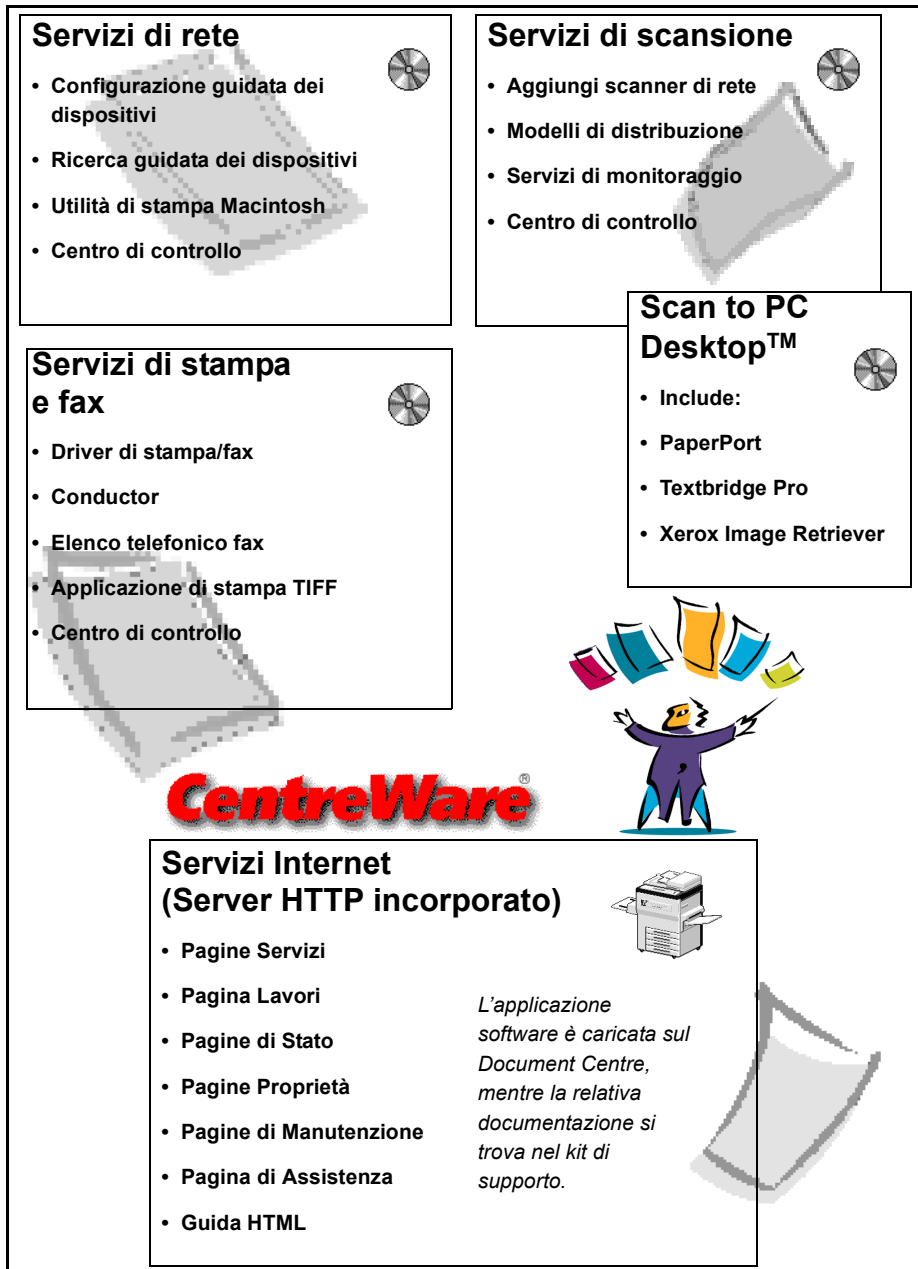 Servizi di rete
• Configurazione guidata dei
dispositivi
• Ricerca guidata dei dispositivi
• Utilità di stampa Macintosh
• Centro di controllo
Servizi di scansione
• Aggiungi scanner di rete
• Modelli di distribuzione
• Servizi di monitoraggio
• Centro di controllo
Scan to PC
Desktop™
• Include:
• PaperPort
• Textbridge Pro
• Xerox Image Retriever
Servizi di stampa
e fax
• Driver di stampa/fax
• Conductor
• Elenco telefonico fax
• Applicazione di stampa TIFF
• Centro di controllo
CentreWare®
Servizi Internet
(Server HTTP incorporato)
• Pagine Servizi
• Pagina Lavori
• Pagine di Stato
• Pagine Proprietà
• Pagine di Manutenzione
• Pagina di Assistenza
• Guida HTML
L’applicazione
software è caricata sul
Document Centre,
mentre la relativa
documentazione si
trova nel kit di
supporto.